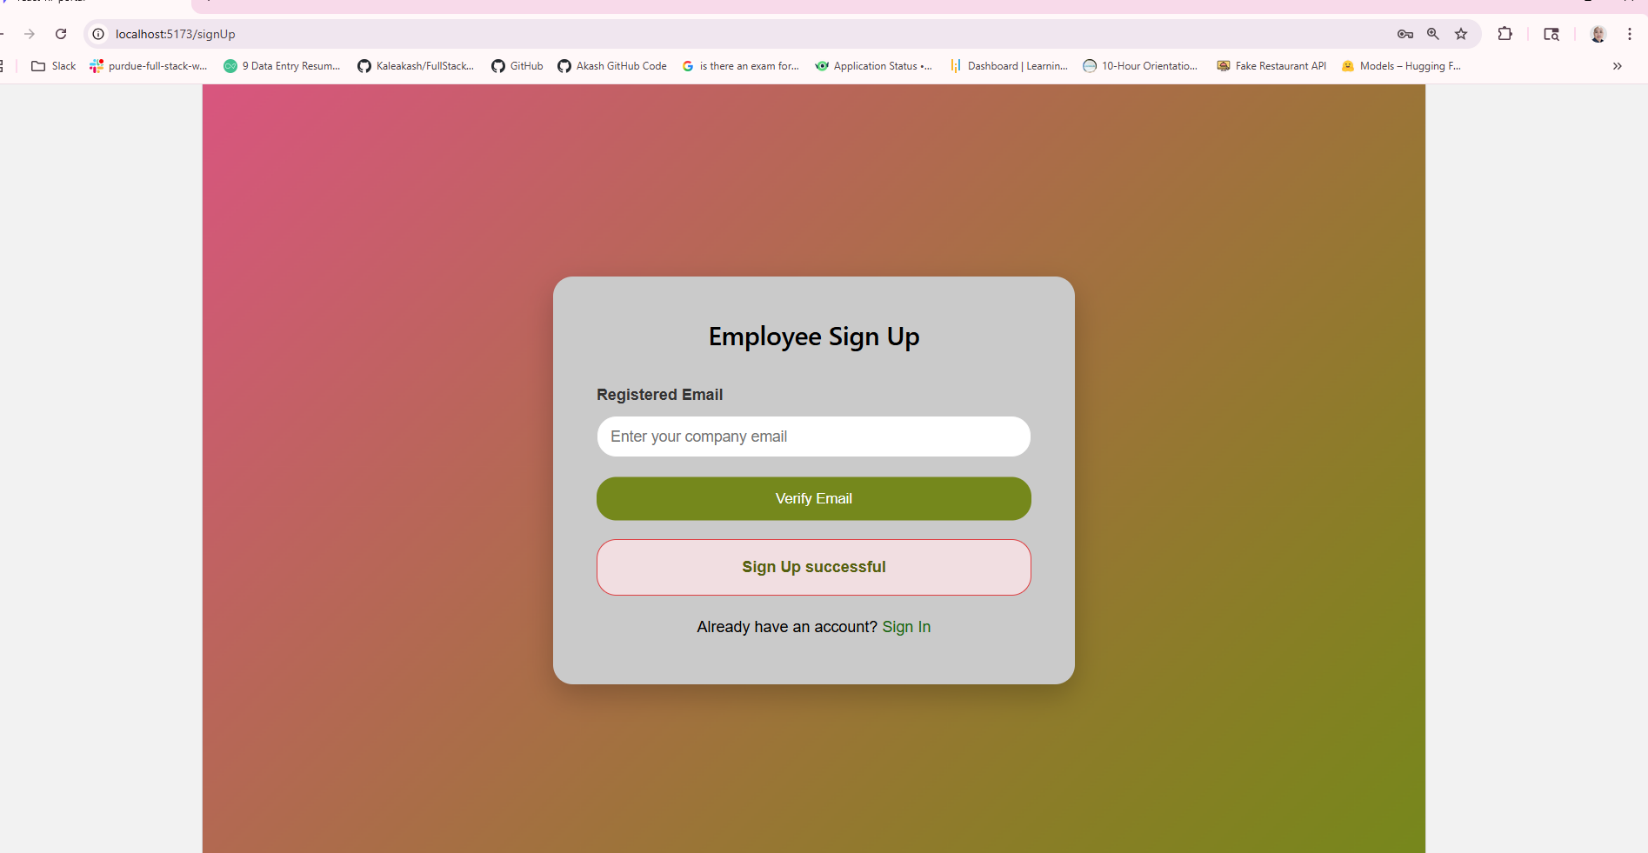 localhost:5173/signUp
Slack
purdue-full-stack-w...
9 Data Entry Resum...
Kaleakash/FullStack...
GitHub
Akash GitHub Code
is there an exam for...
Application Status •...
Dashboard | Learnin...
10-Hour Orientatio...
Fake Restaurant API
Models – Hugging F...
Employee Sign Up
Registered Email
Enter your company email
Verify Email
Sign Up successful
Already have an account? Sign In